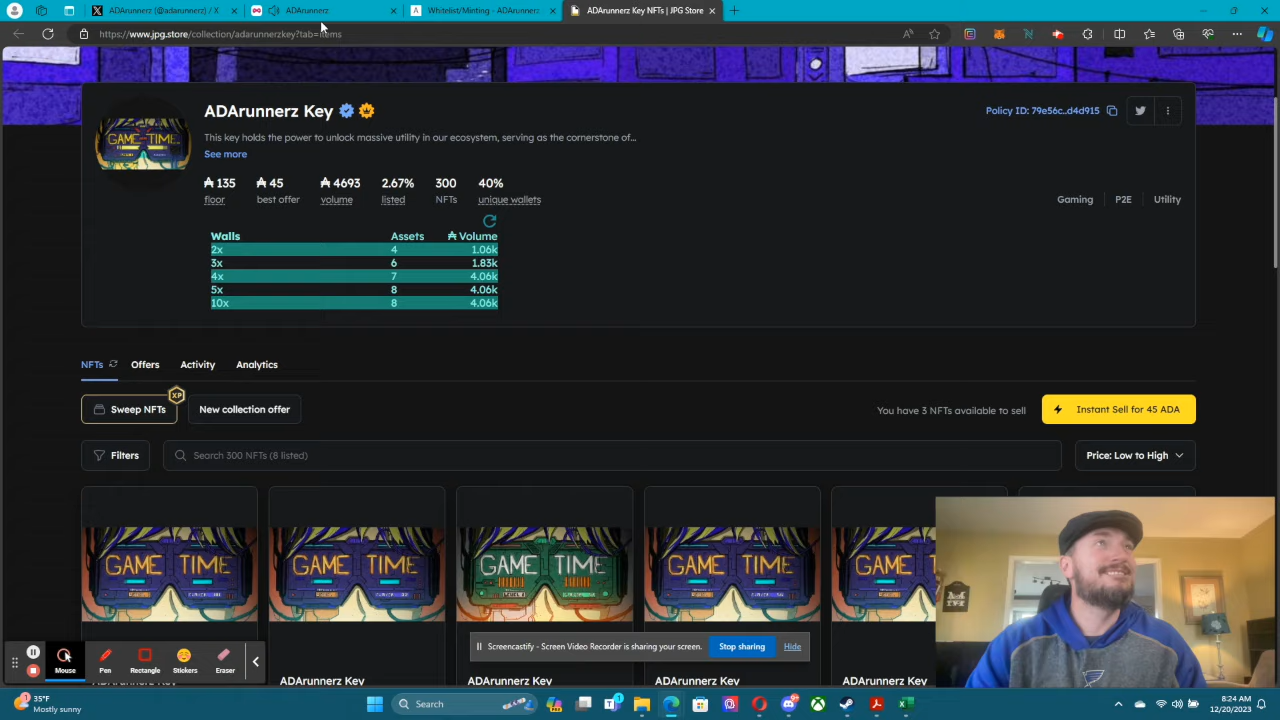 ADArunnerz (@adarunnerz) / X
ADArunnerz
Whitelist/Minting - ADArunnerz
ADArunnerz Key NFTs | JPG Store
https://www.jpg.store/collection/adarunnerzkey?tab=items
ADArunnerz Key
Policy ID: 79e56c..d4d915
This key holds the power to unlock massive utility in our ecosystem, serving as the cornerstone of...
See more
₳ 135 ₳ 45 ₳ 4693 2.67% 300 40%
floor best offer volume listed NFTs unique wallets
Gaming P2E Utility
Walls Assets ₳ Volume
2x 4 1.06k
3x 6 1.83k
4x 7 4.06k
5x 8 4.06k
10x 8 4.06k
NFTs Offers Activity Analytics
XP
Sweep NFTs New collection offer
You have 3 NFTs available to sell
Instant Sell for 45 ADA
Filters
Search 300 NFTs (8 listed)
Price: Low to High
GAME TIME
GAME TIME
GAME TIME
GAME TIME
GAME TIME
GAME TIME
Screencastify - Screen Video Recorder is sharing your screen. Stop sharing Hide
Mouse Pen Rectangle Stickers Eraser
ADArunnerz Key ADArunnerz Key ADArunnerz Key
35°F
Mostly sunny
Search
8:24 AM
12/20/2023